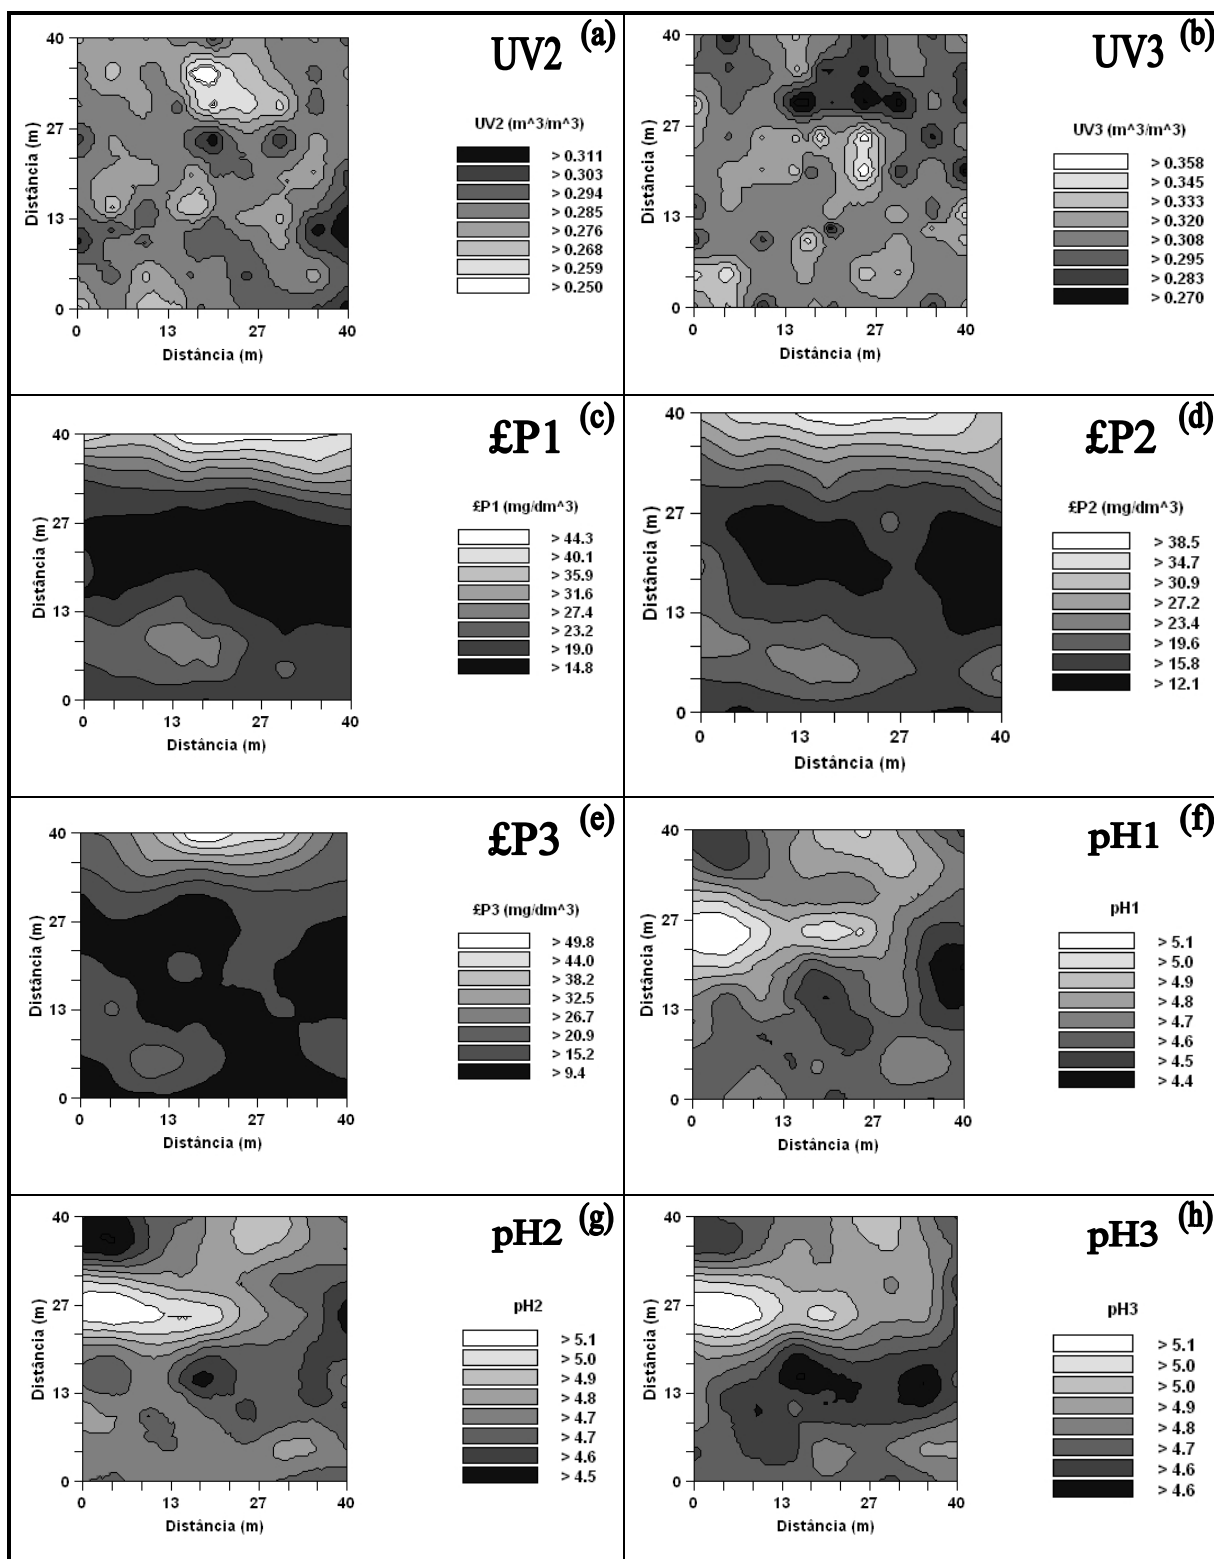 (a)
UV2
UV2 (m^3/m^3)
> 0.311
> 0.303
> 0.294
> 0.285
> 0.276
> 0.268
> 0.259
> 0.250
40
27
13
0
0 13 27 40
Distância (m)
Distância (m)
(b)
UV3
UV3 (m^3/m^3)
> 0.358
> 0.345
> 0.333
> 0.320
> 0.308
> 0.295
> 0.283
> 0.270
40
27
13
0
0 13 27 40
Distância (m)
Distância (m)
(c)
£P1
£P1 (mg/dm^3)
> 44.3
> 40.1
> 35.9
> 31.6
> 27.4
> 23.2
> 19.0
> 14.8
40
27
13
0
0 13 27 40
Distância (m)
Distância (m)
(d)
£P2
£P2 (mg/dm^3)
> 38.5
> 34.7
> 30.9
> 27.2
> 23.4
> 19.6
> 15.8
> 12.1
40
27
13
0
0 13 27 40
Distância (m)
Distância (m)
(e)
£P3
£P3 (mg/dm^3)
> 49.8
> 44.0
> 38.2
> 32.5
> 26.7
> 20.9
> 15.2
> 9.4
40
27
13
0
0 13 27 40
Distância (m)
Distância (m)
(f)
pH1
pH1
> 5.1
> 5.0
> 4.9
> 4.8
> 4.7
> 4.6
> 4.5
> 4.4
40
27
13
0
0 13 27 40
Distância (m)
Distância (m)
(g)
pH2
pH2
> 5.1
> 5.0
> 4.9
> 4.8
> 4.7
> 4.7
> 4.6
> 4.5
40
27
13
0
0 13 27 40
Distância (m)
Distância (m)
(h)
pH3
pH3
> 5.1
> 5.0
> 5.0
> 4.9
> 4.8
> 4.7
> 4.6
> 4.6
40
27
13
0
0 13 27 40
Distância (m)
Distância (m)